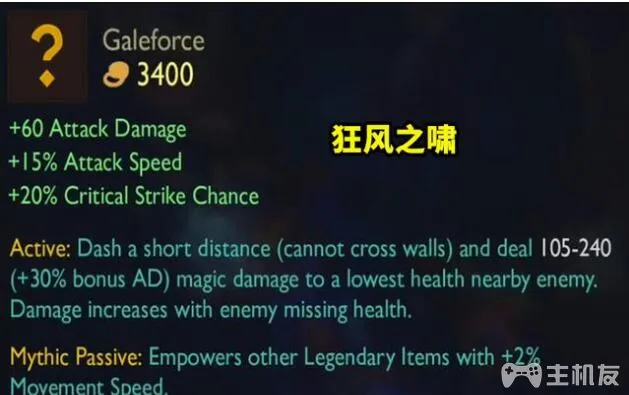 Galeforce
3400
+60 Attack Damage
+15% Attack Speed
狂风之啸
+20% Critical Strike Chance
Active: Dash a short distance (cannot cross walls) and deal 105-240
(+30% bonus AD) magic damage to a lowest health nearby enemy.
Damage increases with enemy missing health.
Mythic Passive: Empowers other Legendary Items with +2%
Movement Speed.
主机友